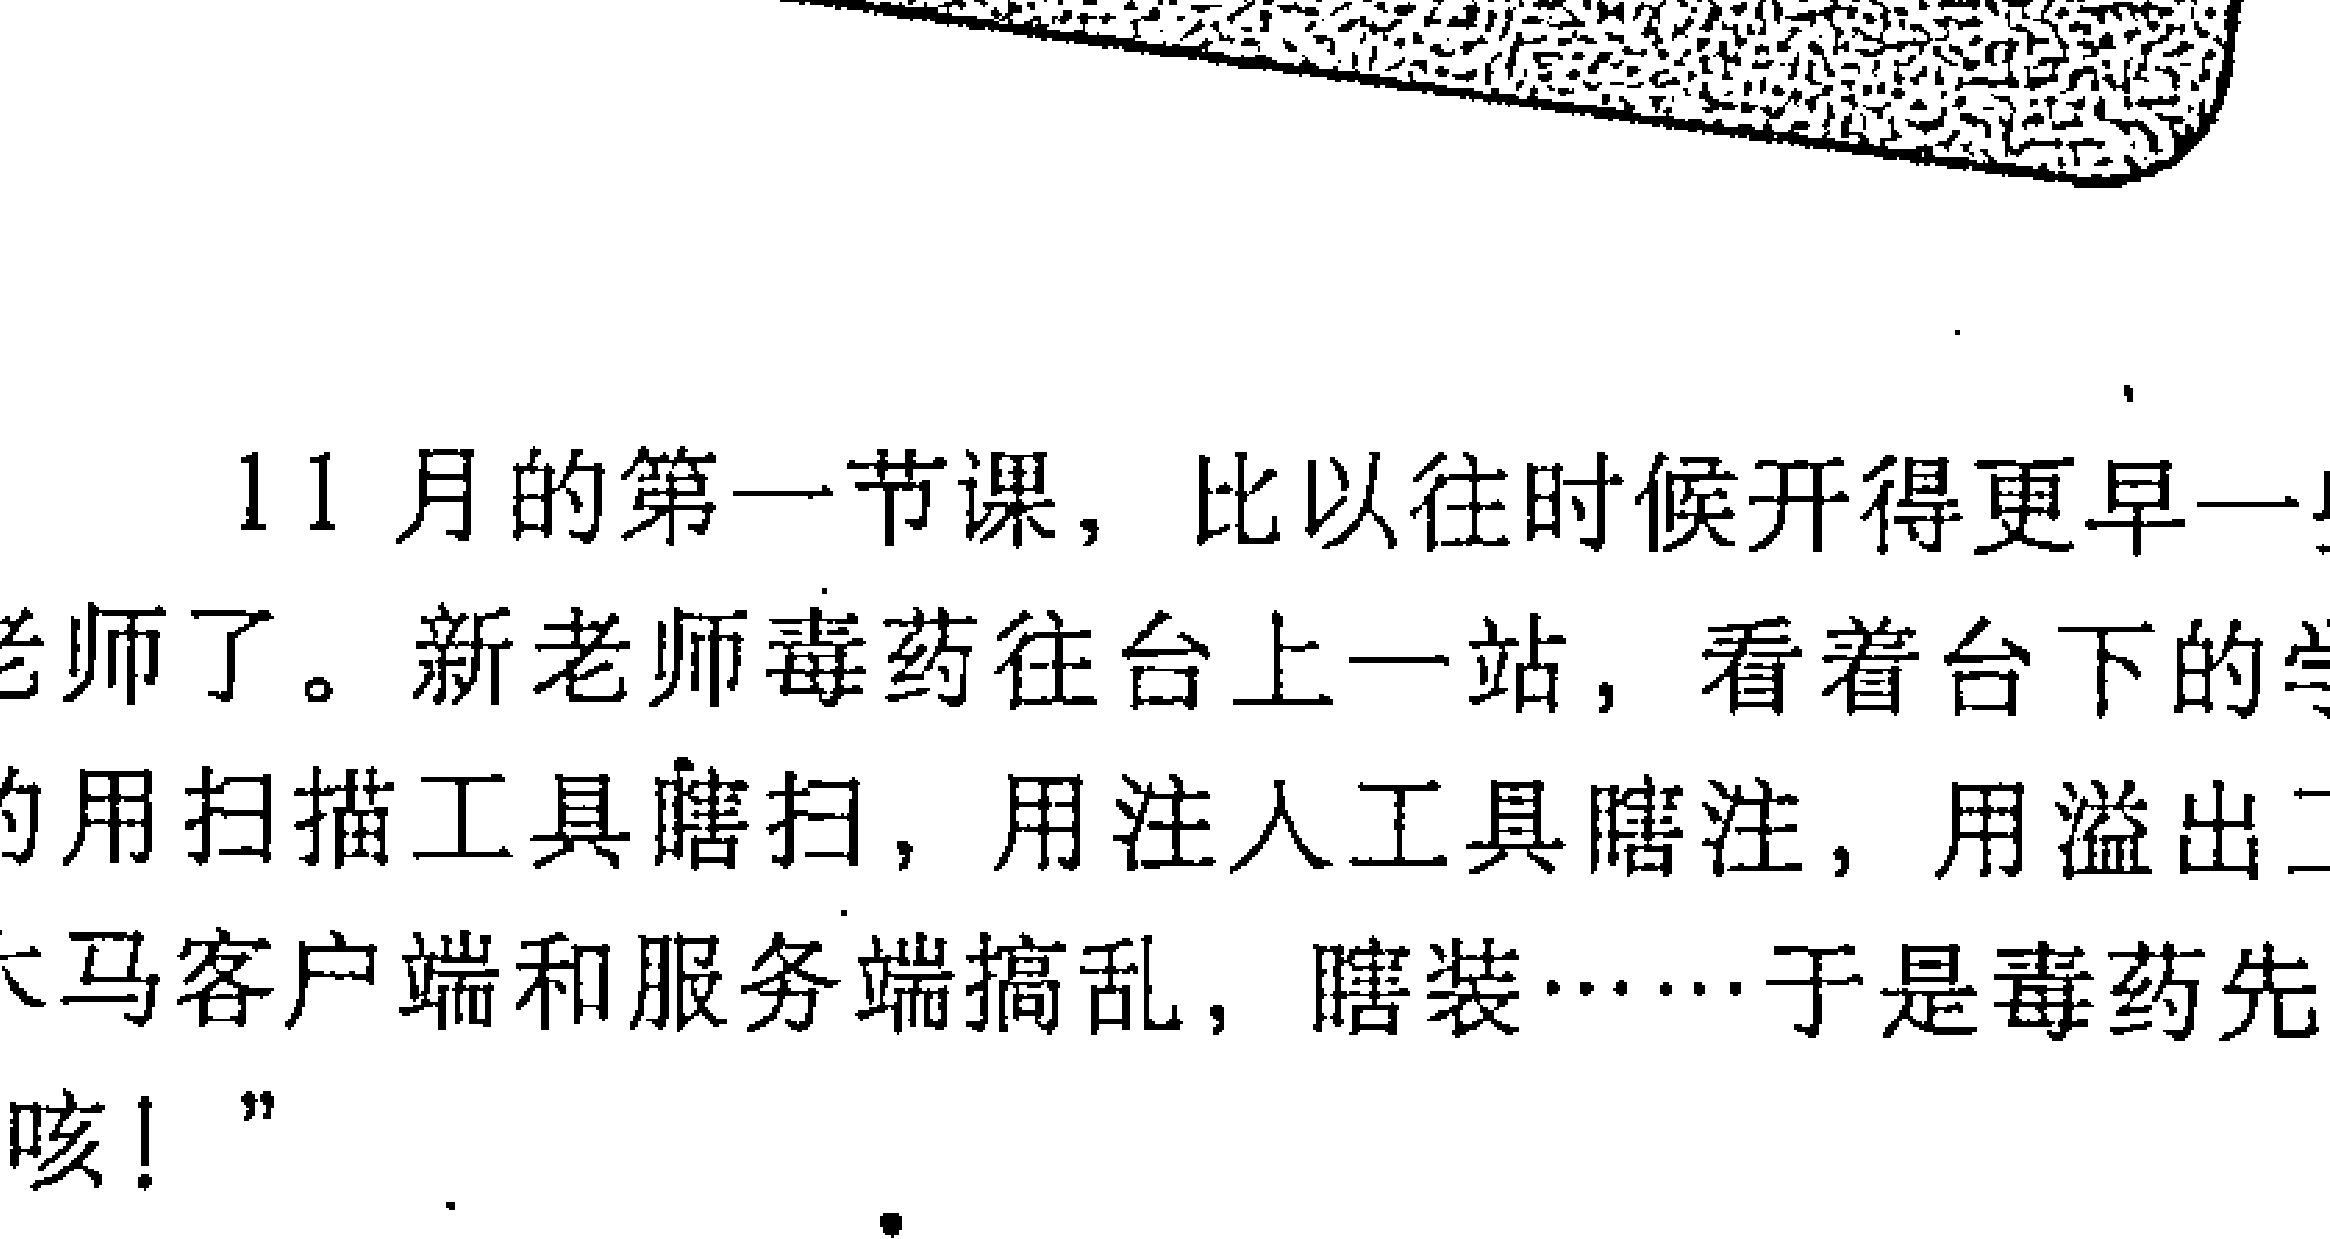 11 月的第一节课，比以往时候开得更早一
老师了。新老师毒药往台上一站，看着台下的
的用扫描工具瞎扫，用注人工具瞎注，用溢出
马客户端和服务端搞乱，瞎装……于是毒药先
咳！”